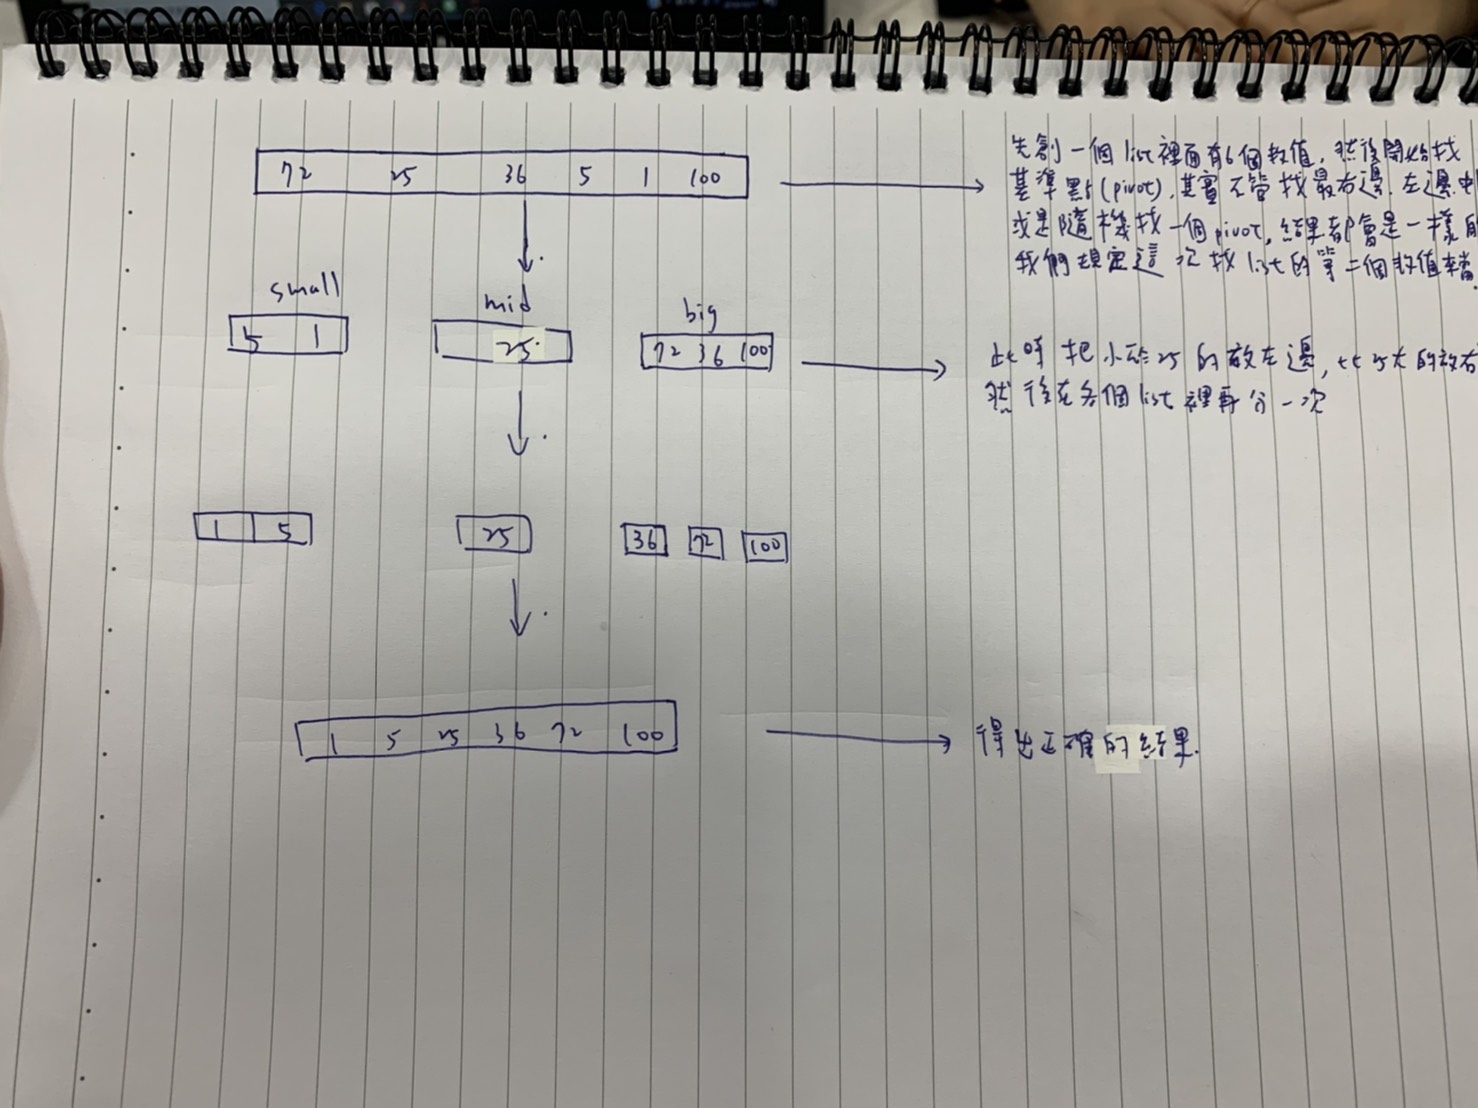 72 25 36 5 1 100
先創一個list裡面有6個數值,然後開始找
基準點(pivot),其實不管找最右邊.左邊.中
或是隨機找一個pivot,結果都會是一樣的
我們規定這次找list的第二個數值來當.
small mid big
5 1 25 72 36 100
此時把小於25的放左邊,比25大的放右
然後在各個list裡再分一次
1 5 25 36 72 100
1 5 25 36 72 100
得出正確的結果.